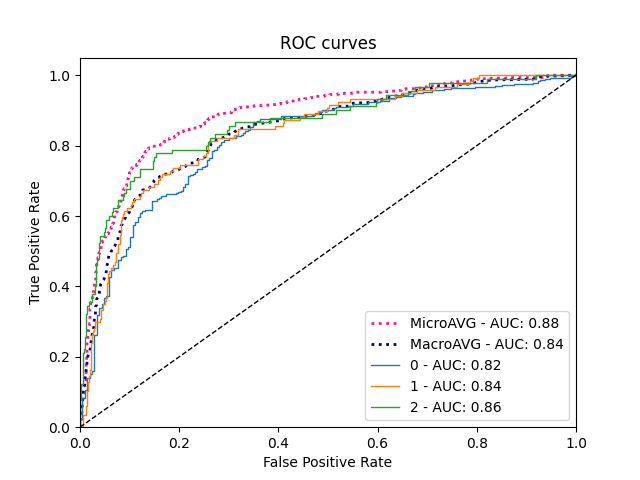 ROC curves
True Positive Rate
1.0
0.8
0.6
0.4
0.2
0.0
MicroAVG - AUC: 0.88
MacroAVG - AUC: 0.84
0 - AUC: 0.82
1 - AUC: 0.84
2 - AUC: 0.86
0.0 0.2 0.4 0.6 0.8 1.0
False Positive Rate